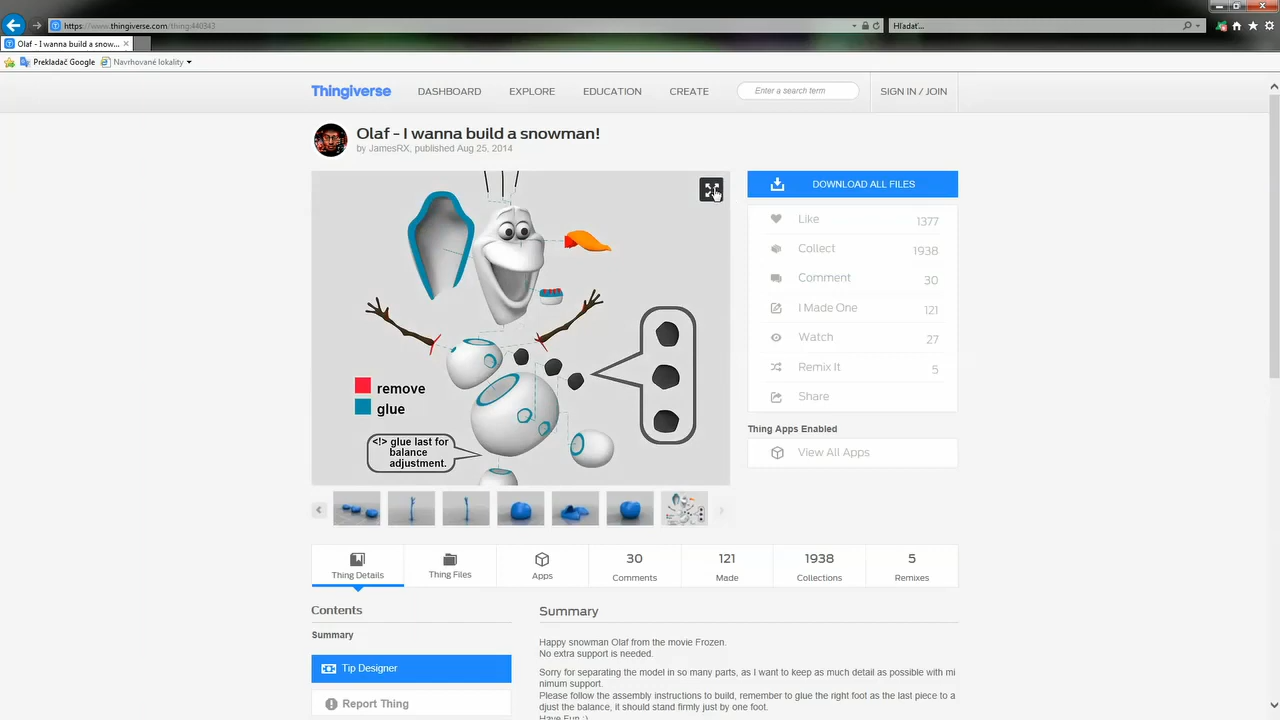 https://www.thingiverse.com/thing:440343
Hľadať...
Olaf - I wanna build a snow...
Prekladač Google
Navrhované lokality
Thingiverse
DASHBOARD
EXPLORE
EDUCATION
CREATE
Enter a search term
SIGN IN / JOIN
Olaf - I wanna build a snowman!
by JamesRX, published Aug 25, 2014
remove
glue
<!> glue last for
balance
adjustment.
DOWNLOAD ALL FILES
Like 1377
Collect 1938
Comment 30
I Made One 121
Watch 27
Remix It 5
Share
Thing Apps Enabled
View All Apps
Thing Details
Thing Files
Apps
30
Comments
121
Made
1938
Collections
5
Remixes
Contents
Summary
Tip Designer
Report Thing
Summary
Happy snowman Olaf from the movie Frozen.
No extra support is needed.
Sorry for separating the model in so many parts, as I want to keep as much detail as possible with mi
nimum support.
Please follow the assembly instructions to build, remember to glue the right foot as the last piece to a
djust the balance, it should stand firmly just by one foot.
Have Fun :)